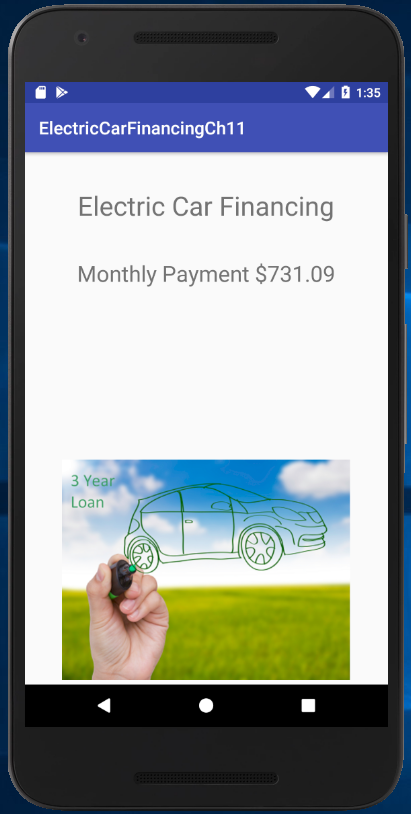 1:35
ElectricCarFinancingCh11
Electric Car Financing
Monthly Payment $731.09
3 Year
Loan